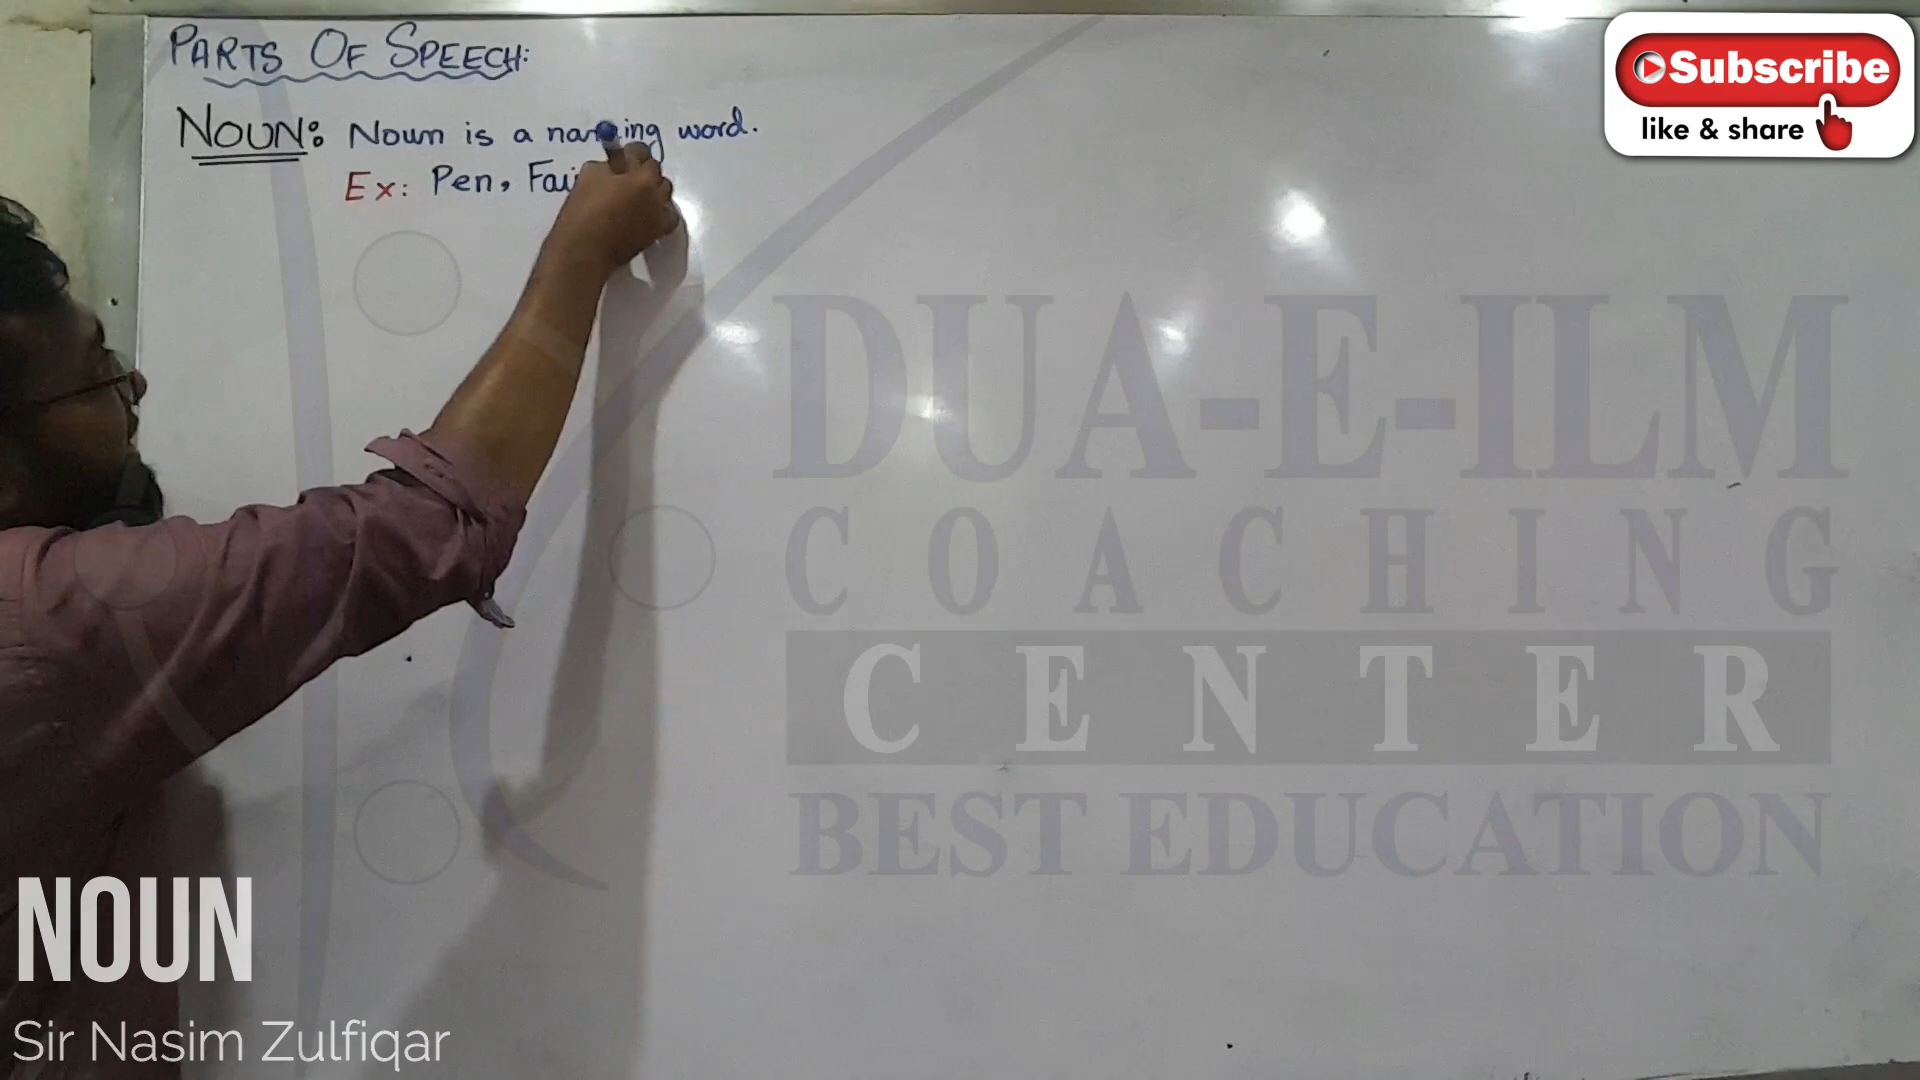 PARTS OF SPEECH:
NOUN: Noun is a naming word.
Ex: Pen,
Subscribe
like & share
DUA-E-ILM
COACHING
CENTER
BEST EDUCATION
NOUN
Sir Nasim Zulfiqar